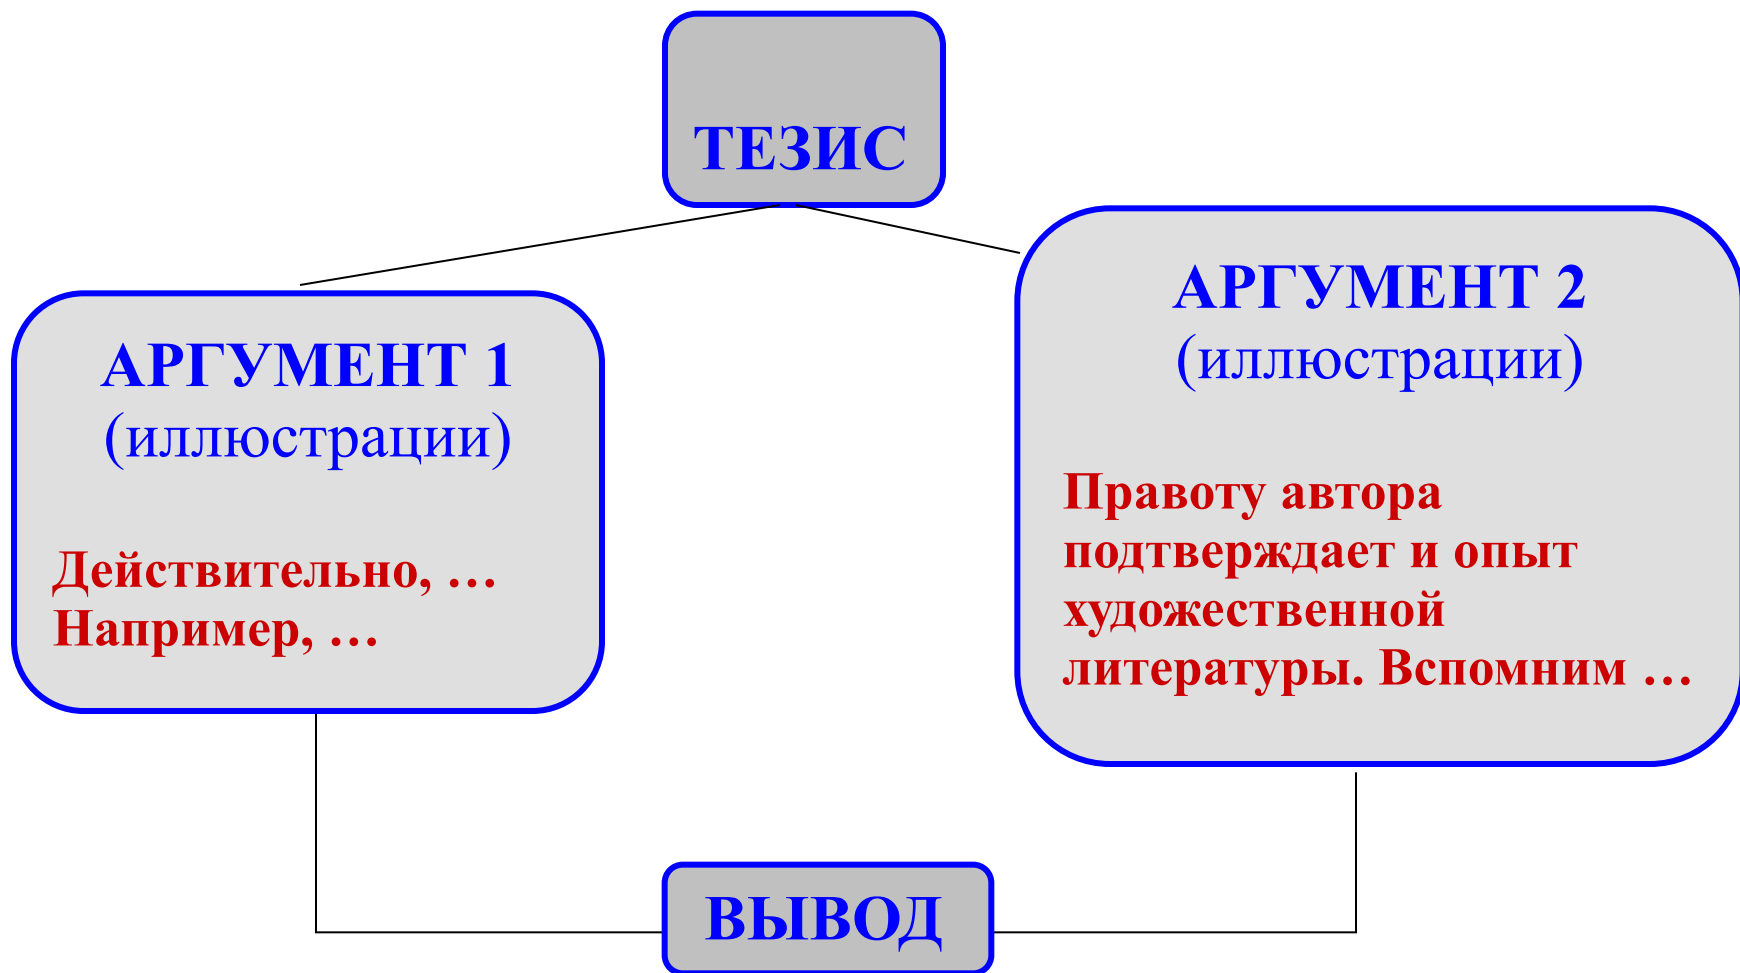 ТЕЗИС
АРГУМЕНТ 1
(иллюстрации)
Действительно, …
Например, …
АРГУМЕНТ 2
(иллюстрации)
Правоту автора
подтверждает и опыт
художественной
литературы. Вспомним …
ВЫВОД